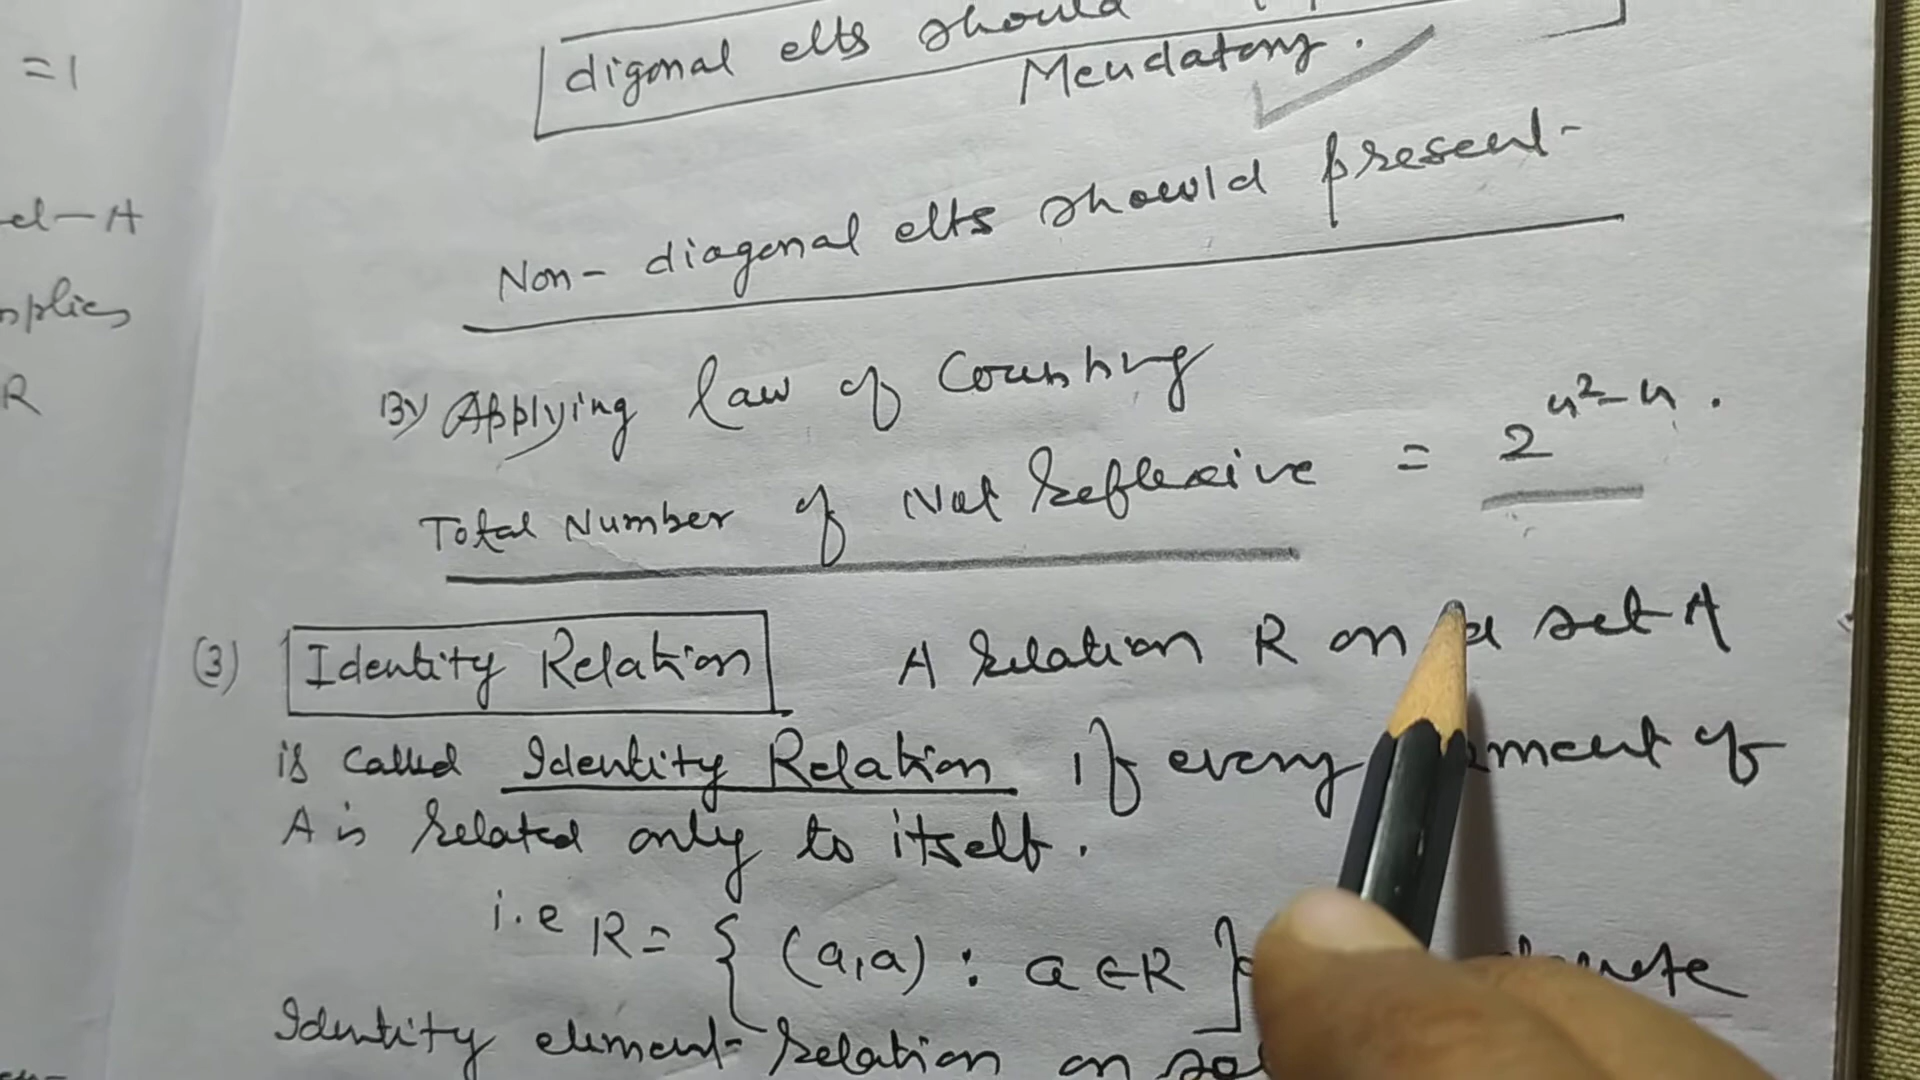 =1
digonal elts should
Mendatory.
Non-diagonal elts should present-
By Applying law of Counting
Total Number of Not Reflexive = 2^{n²-n}.
(3) Identity Relation A Relation R on a set A
is Called Identity Relation if every
A is Related only to itself.
i.e R = { (a,a) : a ∈ R }
Identity element Relation on
R